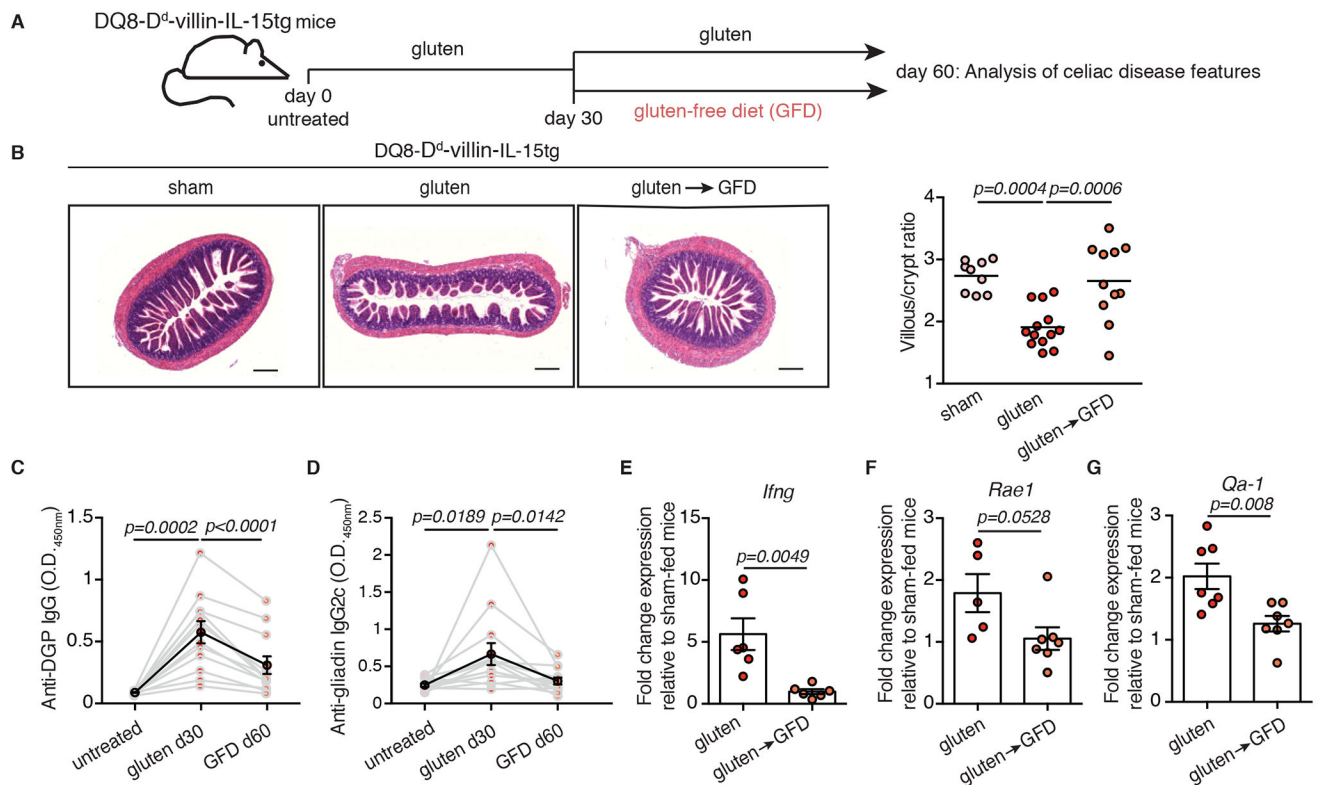 A
DQ8-Dᵈ-villin-IL-15tg mice
gluten
gluten
day 0
untreated
day 30
gluten-free diet (GFD)
day 60: Analysis of celiac disease features
B
DQ8-Dᵈ-villin-IL-15tg
sham
gluten
gluten → GFD
Villous/crypt ratio
4
3
2
1
p=0.0004
p=0.0006
sham
gluten
gluten→GFD
C
Anti-DGP IgG (O.D.450nm)
1.5
1
0.5
0
p=0.0002
p<0.0001
untreated
gluten d30
GFD d60
D
Anti-gliadin IgG2c (O.D.450nm)
2.5
2
1.5
1
0.5
0
p=0.0189
p=0.0142
untreated
gluten d30
GFD d60
E
Ifng
Fold change expression
relative to sham-fed mice
15
10
5
0
p=0.0049
gluten
gluten→GFD
F
Rae1
Fold change expression
relative to sham-fed mice
3
2
1
0
p=0.0528
gluten
gluten→GFD
G
Qa-1
Fold change expression
relative to sham-fed mice
3
2
1
0
p=0.008
gluten
gluten→GFD